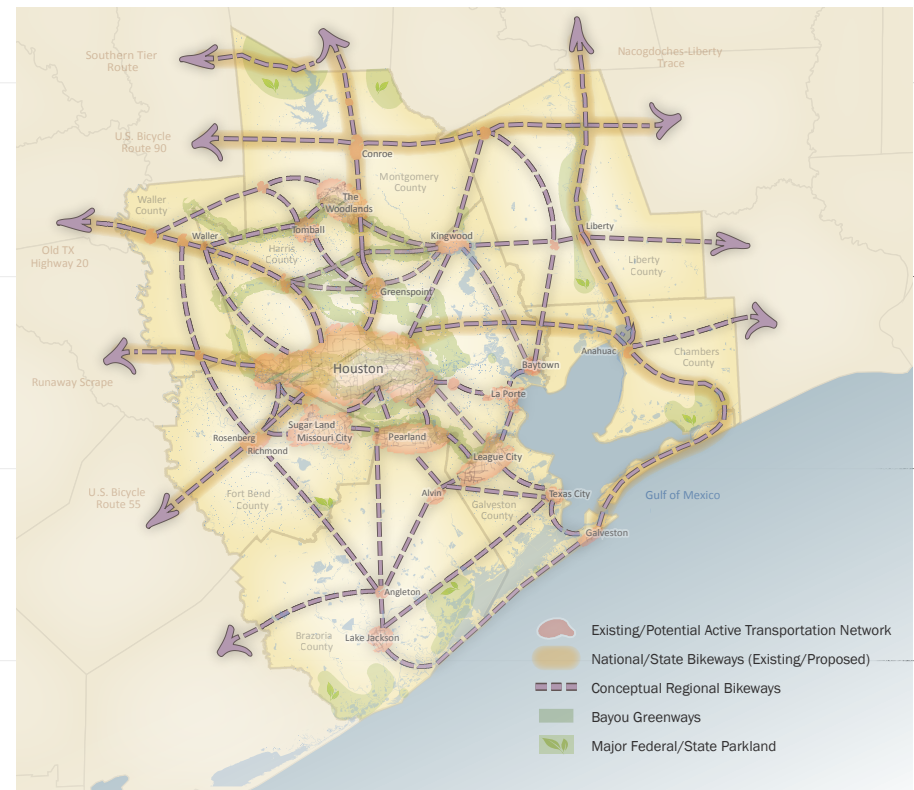 Southern Tier
Route
Nacogdoches-Liberty
Trace
U.S. Bicycle
Route 90
Conroe
Montgomery
County
Waller
County
The
Woodlands
Waller
Tomball
Kingwood
Liberty
Old TX
Highway 20
Harris
County
Liberty
County
Greenspoint
Houston
Anahuac
Chambers
County
Baytown
Runaway Scrape
La Porte
Sugar Land
Missouri City
Rosenberg
Richmond
Pearland
League City
U.S. Bicycle
Route 55
Fort Bend
County
Alvin
Galveston
County
Texas City
Gulf of Mexico
Galveston
Angleton
Brazoria
County
Lake Jackson
Existing/Potential Active Transportation Network
National/State Bikeways (Existing/Proposed)
Conceptual Regional Bikeways
Bayou Greenways
Major Federal/State Parkland